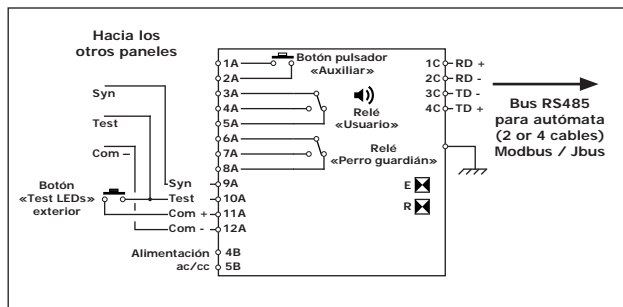 Hacia los
otros paneles
Syn
Test
Com –
Botón
«Test LEDs»
exterior
Syn
Test
Com +
Com -
Alimentación
ac/cc
1A
2A
3A
4A
5A
6A
7A
8A
9A
10A
11A
12A
4B
5B
Botón pulsador
«Auxiliar»
Relé
«Usuario»
Relé
«Perro guardián»
E
R
1C
2C
3C
4C
RD +
RD -
TD -
TD +
Bus RS485
para autómata
(2 or 4 cables)
Modbus / Jbus